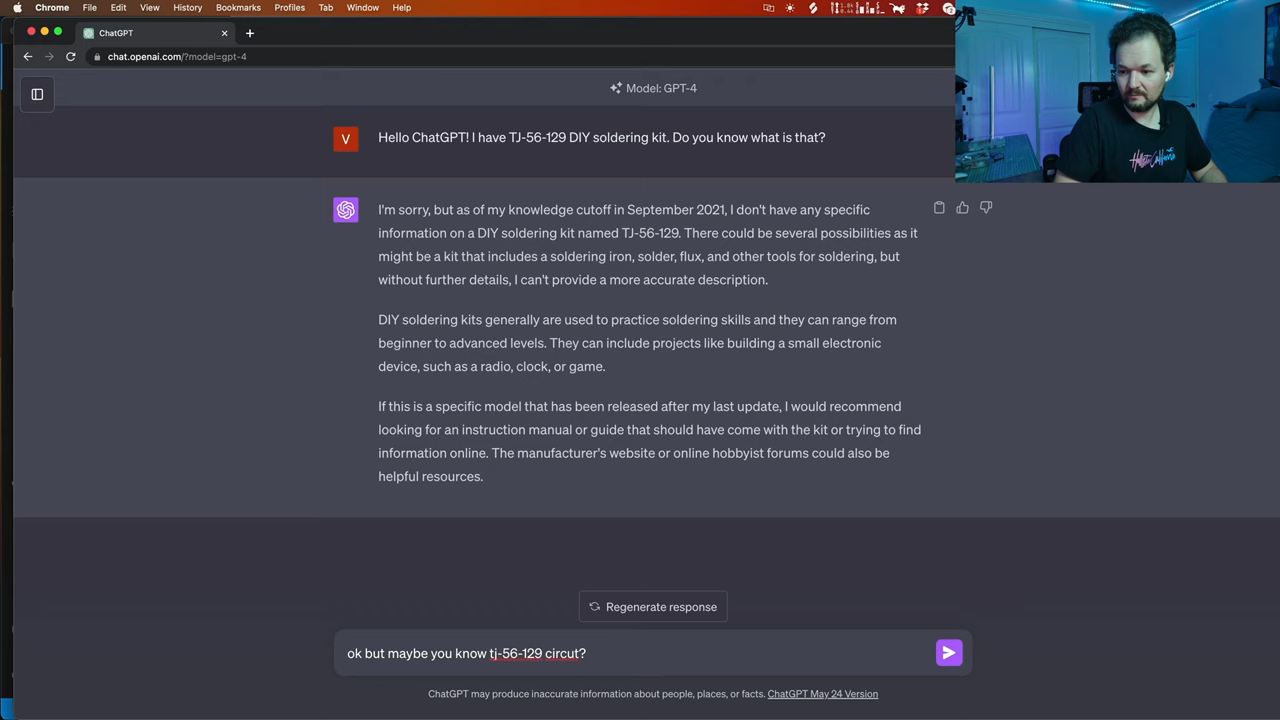 Chrome File Edit View History Bookmarks Profiles Tab Window Help
ChatGPT
chat.openai.com/?model=gpt-4
Model: GPT-4
V
Hello ChatGPT! I have TJ-56-129 DIY soldering kit. Do you know what is that?
I'm sorry, but as of my knowledge cutoff in September 2021, I don't have any specific
information on a DIY soldering kit named TJ-56-129. There could be several possibilities as it
might be a kit that includes a soldering iron, solder, flux, and other tools for soldering, but
without further details, I can't provide a more accurate description.
DIY soldering kits generally are used to practice soldering skills and they can range from
beginner to advanced levels. They can include projects like building a small electronic
device, such as a radio, clock, or game.
If this is a specific model that has been released after my last update, I would recommend
looking for an instruction manual or guide that should have come with the kit or trying to find
information online. The manufacturer's website or online hobbyist forums could also be
helpful resources.
Regenerate response
ok but maybe you know tj-56-129 circut?
ChatGPT may produce inaccurate information about people, places, or facts. ChatGPT May 24 Version